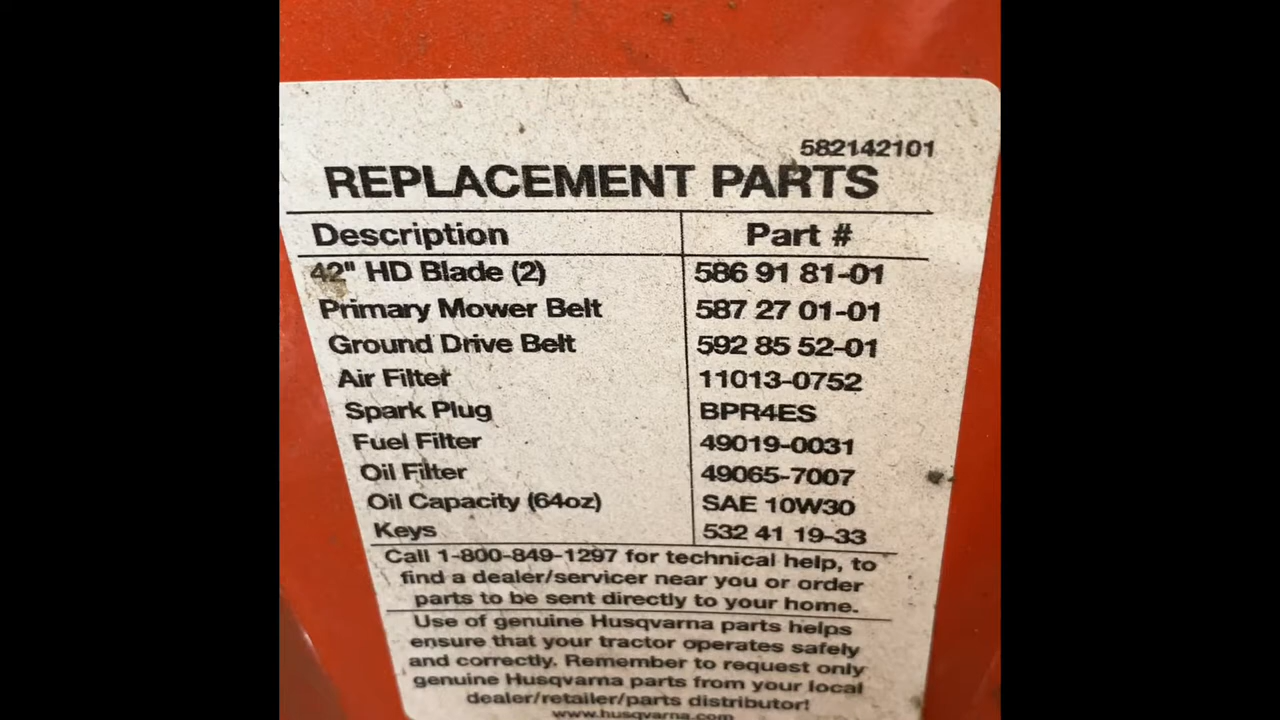 582142101
REPLACEMENT PARTS
Description Part #
42" HD Blade (2) 586 91 81-01
Primary Mower Belt 587 27 01-01
Ground Drive Belt 592 85 52-01
Air Filter 11013-0752
Spark Plug BPR4ES
Fuel Filter 49019-0031
Oil Filter 49065-7007
Oil Capacity (64oz) SAE 10W30
Keys 532 41 19-33
Call 1-800-849-1297 for technical help, to
find a dealer/servicer near you or order
parts to be sent directly to your home.
Use of genuine Husqvarna parts helps
ensure that your tractor operates safely
and correctly. Remember to request only
genuine Husqvarna parts from your local
dealer/retailer/parts distributor!
www.husqvarna.com